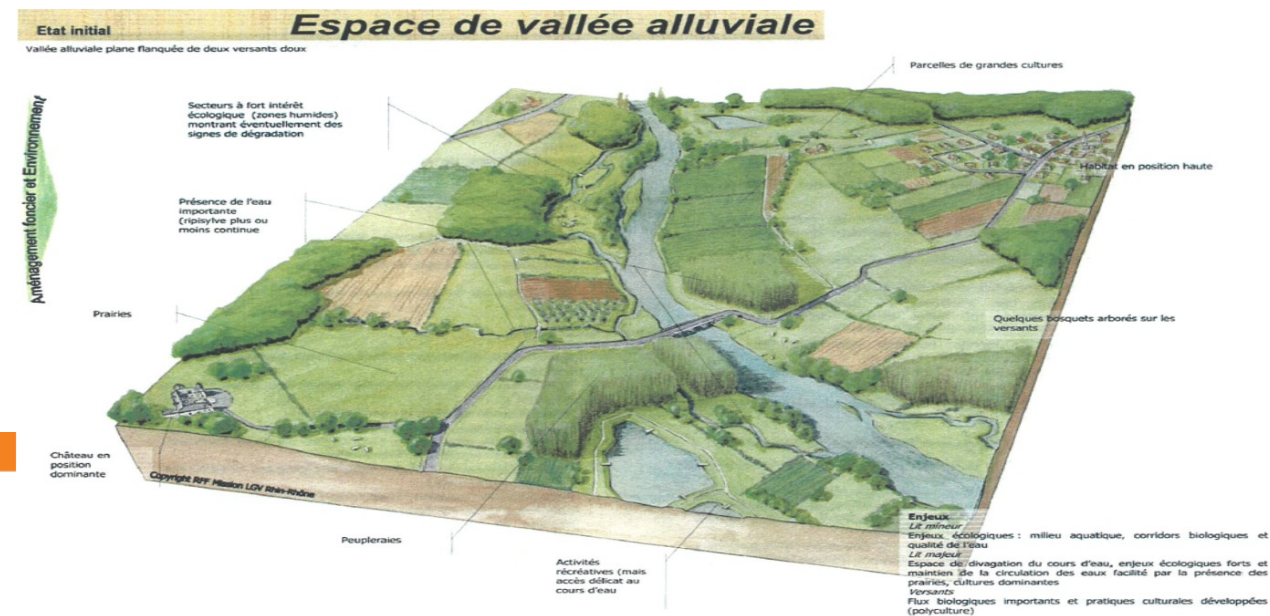 Etat initial
Espace de vallée alluviale
Vallée alluviale plane flanquée de deux versants doux
Aménagement foncier et Environnement
Parcelles de grandes cultures
Secteurs à fort intérêt
écologique (zones humides)
montrant éventuellement des
signes de dégradation
Habitat en position haute
Présence de l'eau
importante
(ripisylve plus ou
moins continue
Prairies
Quelques bosquets arborés sur les
versants
Château en
position
dominante
Copyright RFF Mission LGV Rhin-Rhône
Peupleraies
Activités
récréatives (mais
accès délicat au
cours d'eau
Enjeux
Lit mineur
Enjeux écologiques : milieu aquatique, corridors biologiques et
qualité de l'eau
Lit majeur
Espace de divagation du cours d'eau, enjeux écologiques forts et
maintien de la circulation des eaux facilité par la présence des
prairies, cultures dominantes
Versants
Flux biologiques importants et pratiques culturales développées
(polyculture)